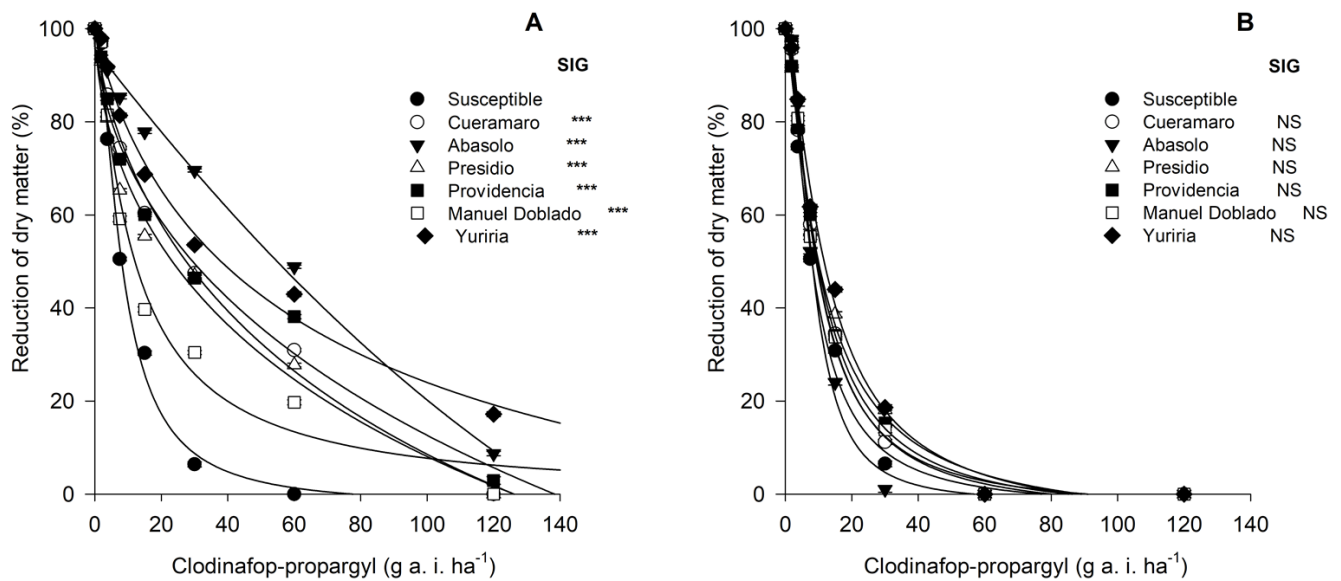 A
SIG
Susceptible
Cueramaro ***
Abasolo ***
Presidio ***
Providencia ***
Manuel Doblado ***
Yuriria ***
Reduction of dry matter (%)
100
80
60
40
20
0
0 20 40 60 80 100 120 140
Clodinafop-propargyl (g a. i. ha⁻¹)
B
SIG
Susceptible
Cueramaro NS
Abasolo NS
Presidio NS
Providencia NS
Manuel Doblado NS
Yuriria NS
Reduction of dry matter (%)
100
80
60
40
20
0
0 20 40 60 80 100 120 140
Clodinafop-propargyl (g a. i. ha⁻¹)